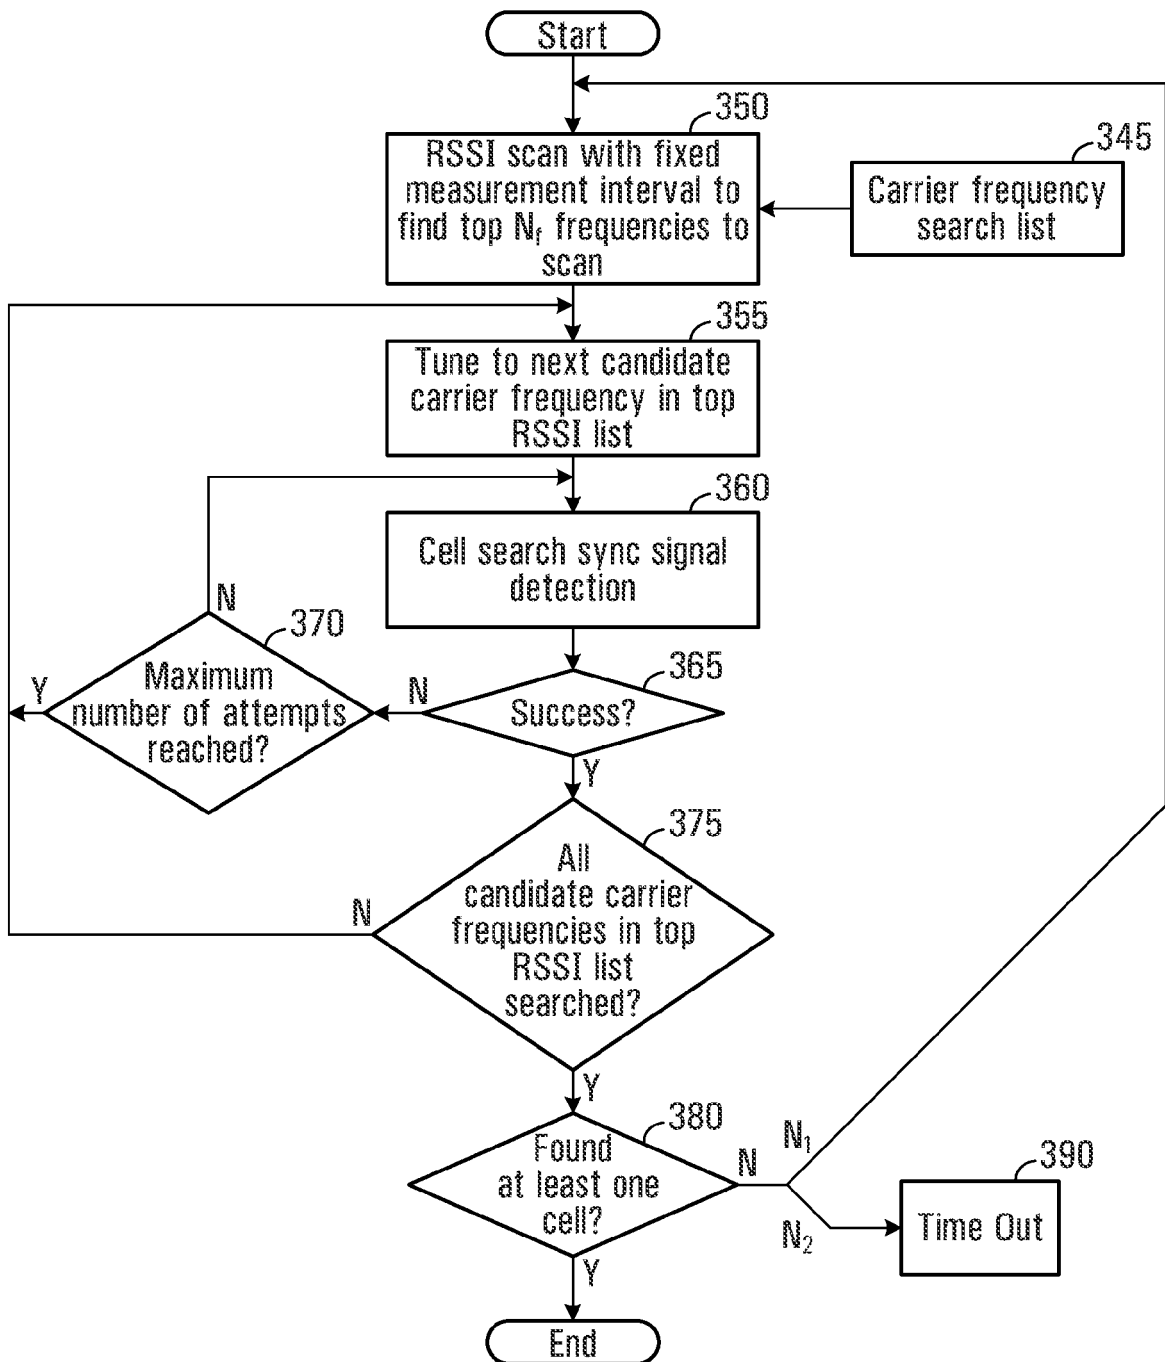 Start
350
RSSI scan with fixed
measurement interval to
find top Nf frequencies to
scan
345
Carrier frequency
search list
355
Tune to next candidate
carrier frequency in top
RSSI list
360
Cell search sync signal
detection
N
370
Maximum
number of attempts
reached?
Y
N
365
Success?
Y
375
All
candidate carrier
frequencies in top
RSSI list
searched?
N
Y
380
Found
at least one
cell?
N
N1
N2
390
Time Out
Y
End